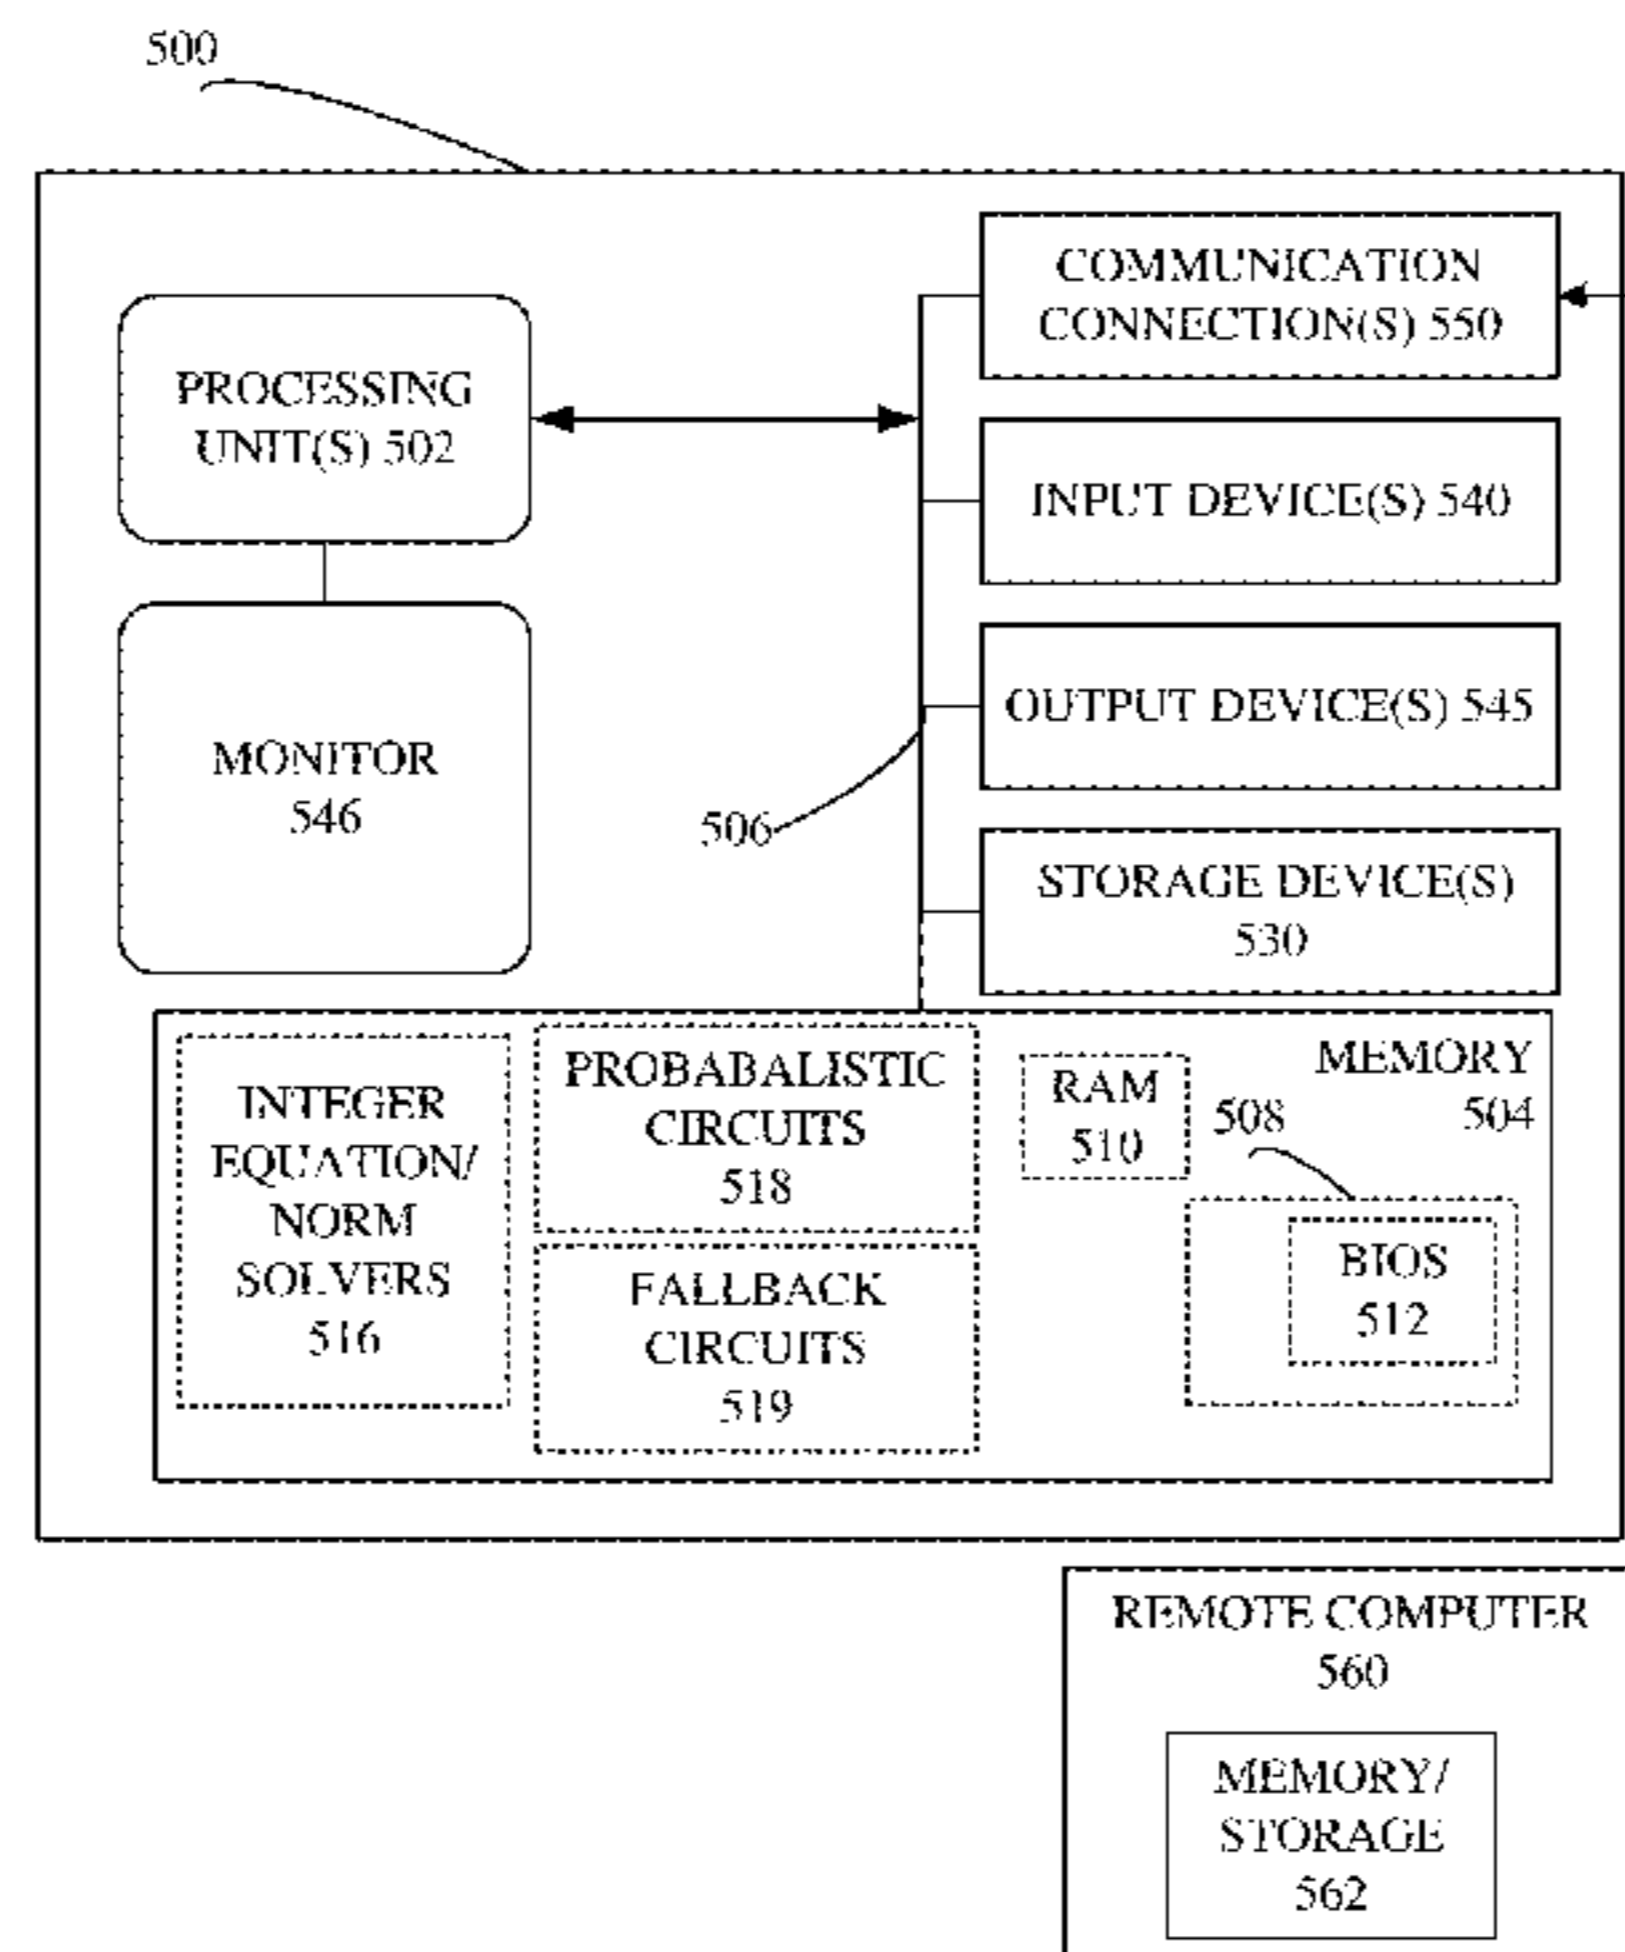 500
COMMUNICATION
CONNECTION(S) 550
PROCESSING
UNIT(S) 502
INPUT DEVICE(S) 540
OUTPUT DEVICE(S) 545
MONITOR
546
506
STORAGE DEVICE(S)
530
INTEGER
EQUATION/
NORM
SOLVERS
516
PROBABALISTIC
CIRCUITS
518
FALLBACK
CIRCUITS
519
RAM
510
MEMORY
504
508
BIOS
512
REMOTE COMPUTER
560
MEMORY/
STORAGE
562